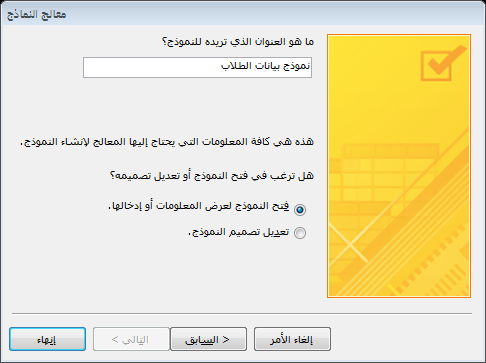 معالج النماذج
ما هو العنوان الذي تريده للنموذج؟
نموذج بيانات الطلاب
هذه هي كافة المعلومات التي يحتاج إليها المعالج لإنشاء النموذج.
هل ترغب في فتح النموذج أو تعديل تصميمه؟
فتح النموذج لعرض المعلومات أو إدخالها.
تعديل تصميم النموذج.
إلغاء الأمر
< السابق
التالي >
إنهاء